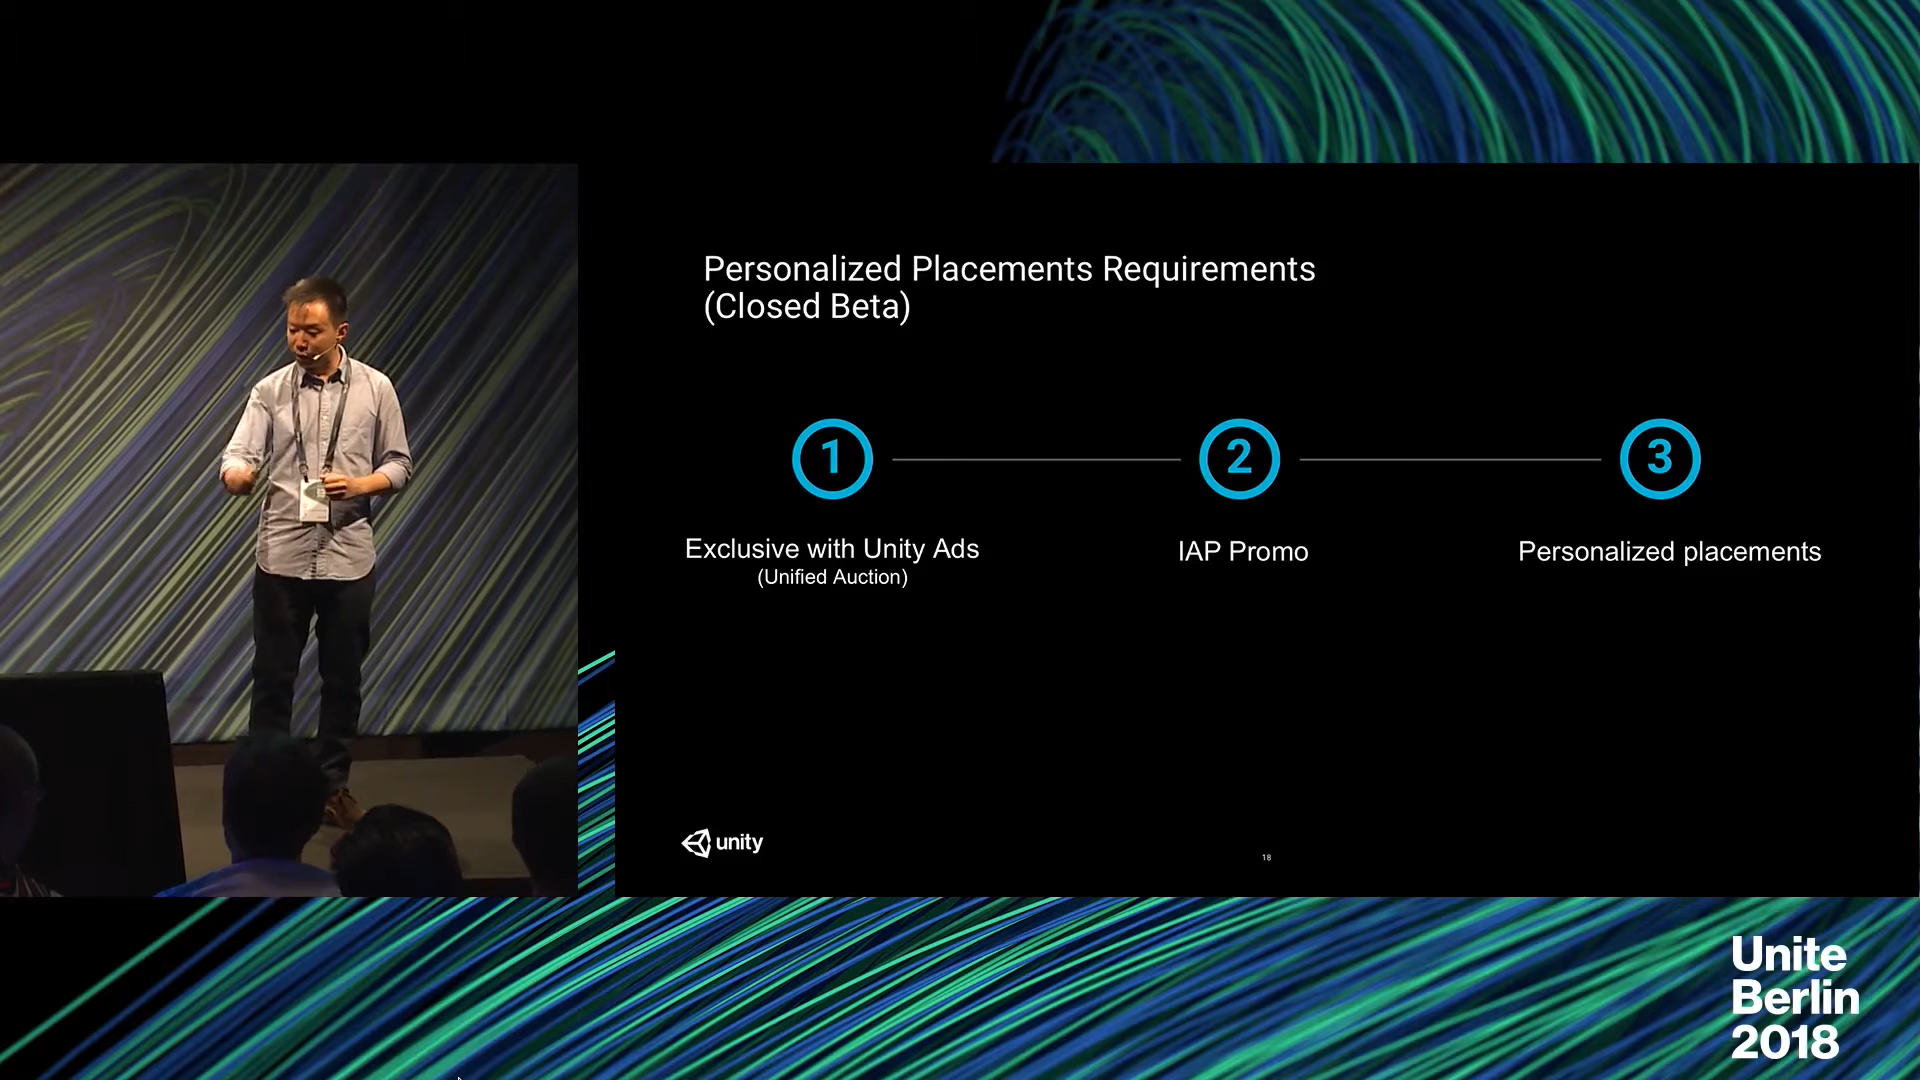 Personalized Placements Requirements
(Closed Beta)
1
2
3
Exclusive with Unity Ads
(Unified Auction)
IAP Promo
Personalized placements
unity
18
Unite
Berlin
2018